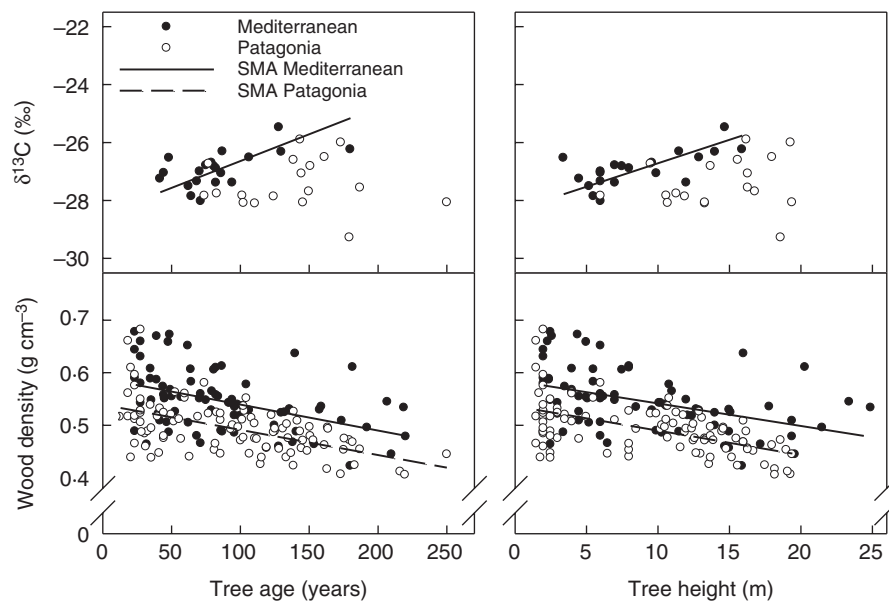 Mediterranean
Patagonia
SMA Mediterranean
SMA Patagonia
δ¹³C (‰)
–22
–24
–26
–28
–30
Wood density (g cm⁻³)
0·7
0·6
0·5
0·4
0
0 50 100 150 200 250
0 5 10 15 20 25
Tree age (years)
Tree height (m)